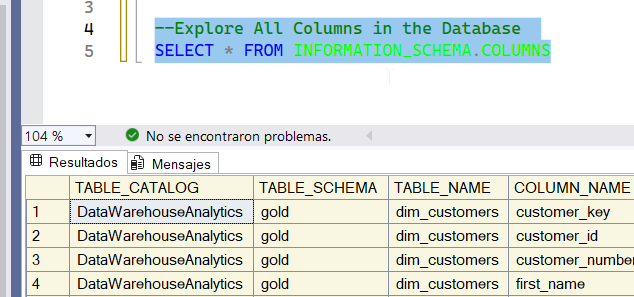 3
4 --Explore All Columns in the Database
5 SELECT * FROM INFORMATION_SCHEMA.COLUMNS
104 % No se encontraron problemas.
Resultados Mensajes
TABLE_CATALOG TABLE_SCHEMA TABLE_NAME COLUMN_NAME
1 DataWarehouseAnalytics gold dim_customers customer_key
2 DataWarehouseAnalytics gold dim_customers customer_id
3 DataWarehouseAnalytics gold dim_customers customer_number
4 DataWarehouseAnalytics gold dim_customers first_name